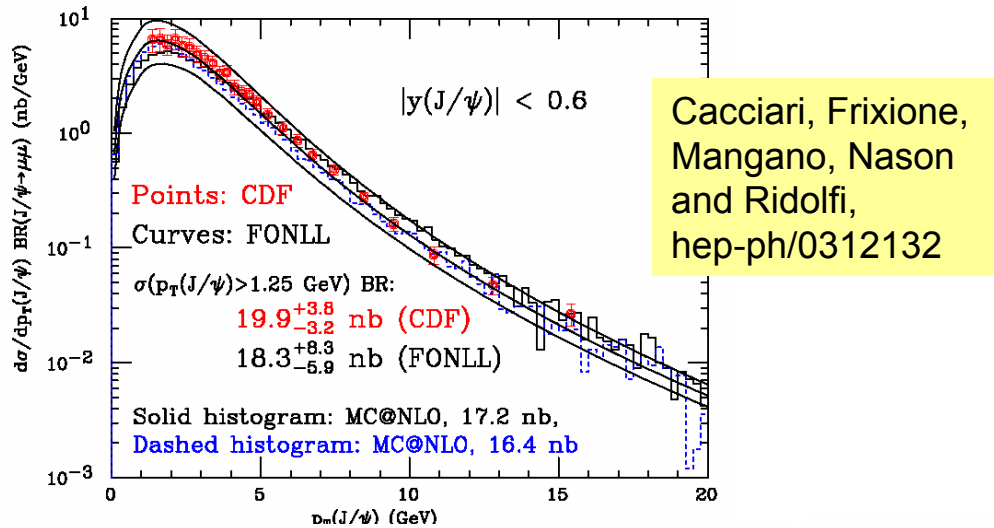 10¹
10⁰
10⁻¹
10⁻²
10⁻³
dσ/dp_T(J/ψ) BR(J/ψ→μμ) (nb/GeV)
|y(J/ψ)| < 0.6
Points: CDF
Curves: FONLL
σ(p_T(J/ψ)>1.25 GeV) BR:
19.9 +3.8 −3.2 nb (CDF)
18.3 +8.3 −5.9 nb (FONLL)
Solid histogram: MC@NLO, 17.2 nb,
Dashed histogram: MC@NLO, 16.4 nb
0 5 10 15 20
p_T(J/ψ) (GeV)
Cacciari, Frixione,
Mangano, Nason
and Ridolfi,
hep-ph/0312132